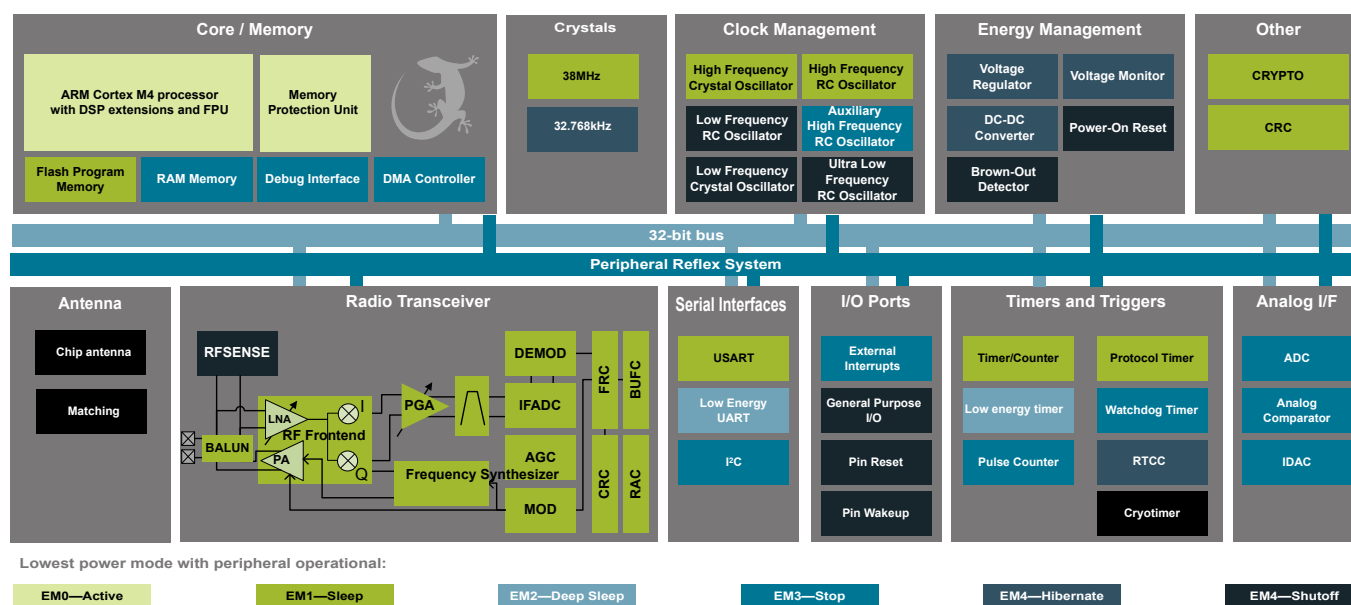 Core / Memory
ARM Cortex M4 processor
with DSP extensions and FPU
Memory
Protection Unit
Flash Program
Memory
RAM Memory
Debug Interface
DMA Controller
Crystals
38MHz
32.768kHz
Clock Management
High Frequency
Crystal Oscillator
High Frequency
RC Oscillator
Low Frequency
RC Oscillator
Auxiliary
High Frequency
RC Oscillator
Low Frequency
Crystal Oscillator
Ultra Low
Frequency
RC Oscillator
Energy Management
Voltage
Regulator
Voltage Monitor
DC-DC
Converter
Power-On Reset
Brown-Out
Detector
Other
CRYPTO
CRC
32-bit bus
Peripheral Reflex System
Antenna
Chip antenna
Matching
Radio Transceiver
RFSENSE
LNA
RF Frontend
I
PA
Q
BALUN
PGA
Frequency Synthesizer
DEMOD
IFADC
AGC
MOD
FRC
BUFC
CRC
RAC
Serial Interfaces
USART
Low Energy
UART
I²C
I/O Ports
External
Interrupts
General Purpose
I/O
Pin Reset
Pin Wakeup
Timers and Triggers
Timer/Counter
Protocol Timer
Low energy timer
Watchdog Timer
Pulse Counter
RTCC
Cryotimer
Analog I/F
ADC
Analog
Comparator
IDAC
Lowest power mode with peripheral operational:
EM0—Active
EM1—Sleep
EM2—Deep Sleep
EM3—Stop
EM4—Hibernate
EM4—Shutoff